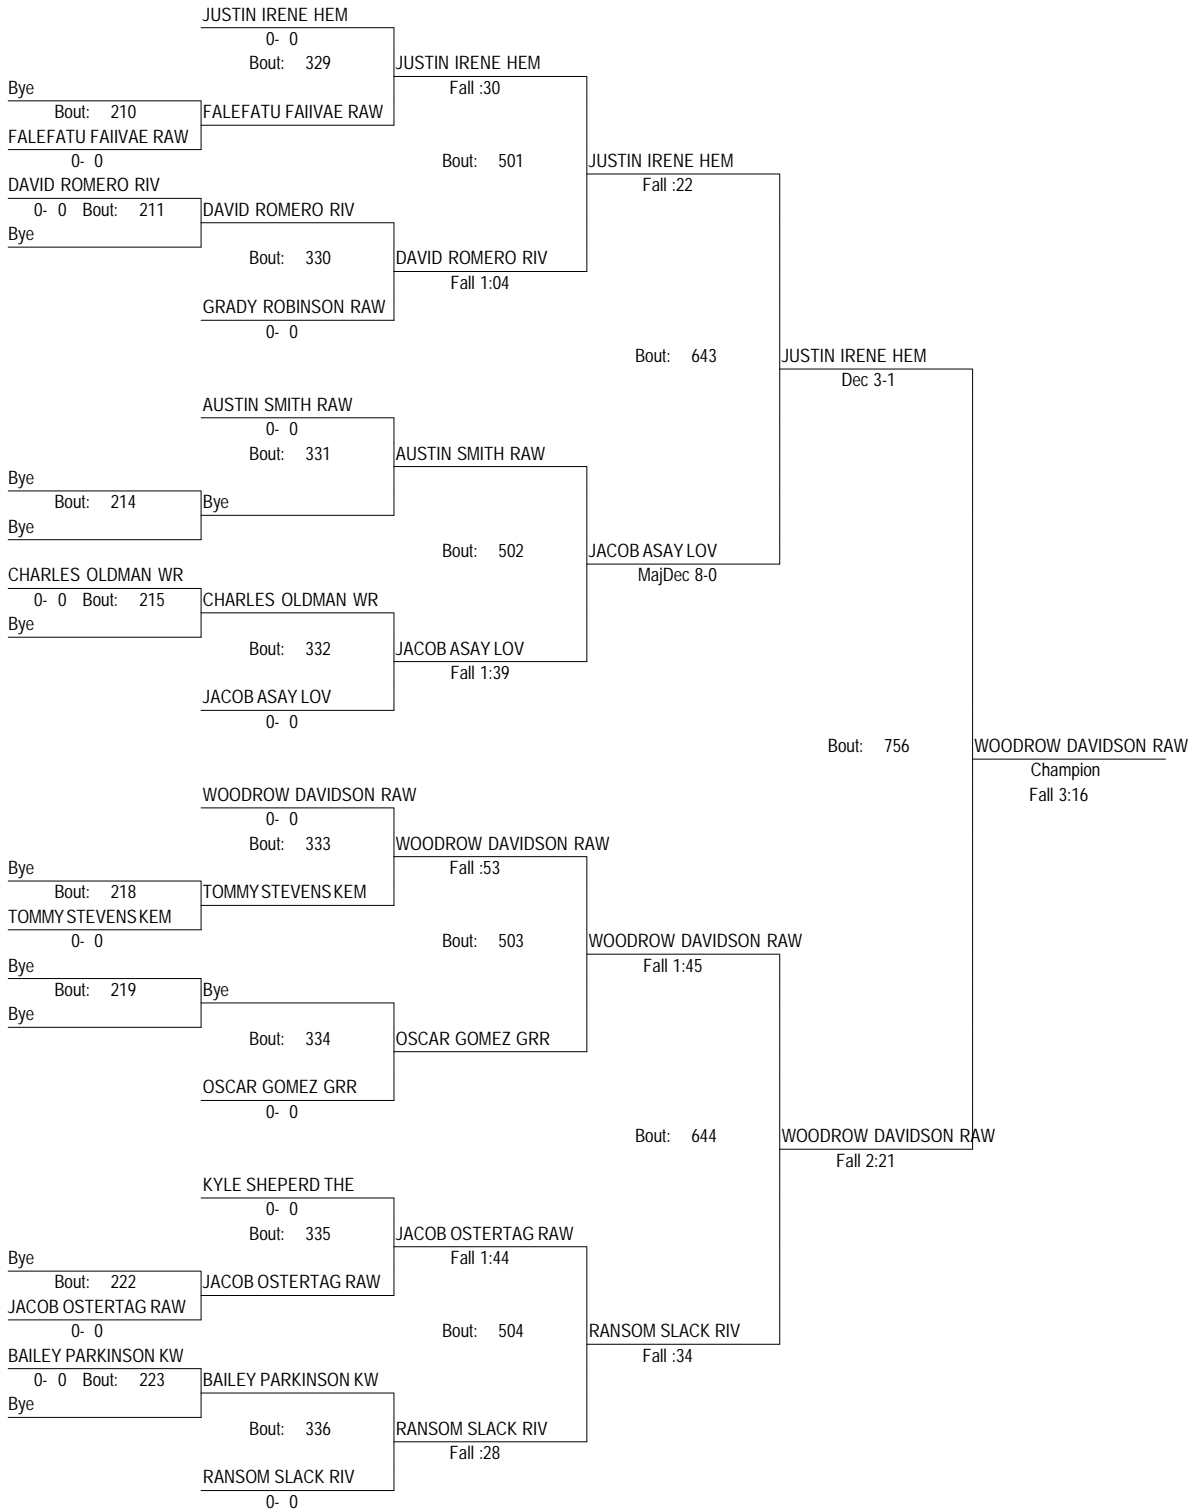 JUSTIN IRENE HEM
0- 0
Bout: 329
JUSTIN IRENE HEM
Fall :30
Bye
Bout: 210
FALEFATU FAIIVAE RAW
FALEFATU FAIIVAE RAW
0- 0
Bout: 501
JUSTIN IRENE HEM
Fall :22
DAVID ROMERO RIV
0- 0 Bout: 211
DAVID ROMERO RIV
Bye
Bout: 330
DAVID ROMERO RIV
Fall 1:04
GRADY ROBINSON RAW
0- 0
Bout: 643
JUSTIN IRENE HEM
Dec 3-1
AUSTIN SMITH RAW
0- 0
Bout: 331
AUSTIN SMITH RAW
Bye
Bout: 214
Bye
Bye
Bout: 502
JACOB ASAY LOV
MajDec 8-0
CHARLES OLDMAN WR
0- 0 Bout: 215
CHARLES OLDMAN WR
Bye
Bout: 332
JACOB ASAY LOV
Fall 1:39
JACOB ASAY LOV
0- 0
Bout: 756
WOODROW DAVIDSON RAW
Champion
Fall 3:16
WOODROW DAVIDSON RAW
0- 0
Bout: 333
WOODROW DAVIDSON RAW
Fall :53
Bye
Bout: 218
TOMMY STEVENS KEM
TOMMY STEVENS KEM
0- 0
Bout: 503
WOODROW DAVIDSON RAW
Fall 1:45
Bye
Bout: 219
Bye
Bye
Bout: 334
OSCAR GOMEZ GRR
OSCAR GOMEZ GRR
0- 0
Bout: 644
WOODROW DAVIDSON RAW
Fall 2:21
KYLE SHEPERD THE
0- 0
Bout: 335
JACOB OSTERTAG RAW
Fall 1:44
Bye
Bout: 222
JACOB OSTERTAG RAW
JACOB OSTERTAG RAW
0- 0
Bout: 504
RANSOM SLACK RIV
Fall :34
BAILEY PARKINSON KW
0- 0 Bout: 223
BAILEY PARKINSON KW
Bye
Bout: 336
RANSOM SLACK RIV
Fall :28
RANSOM SLACK RIV
0- 0